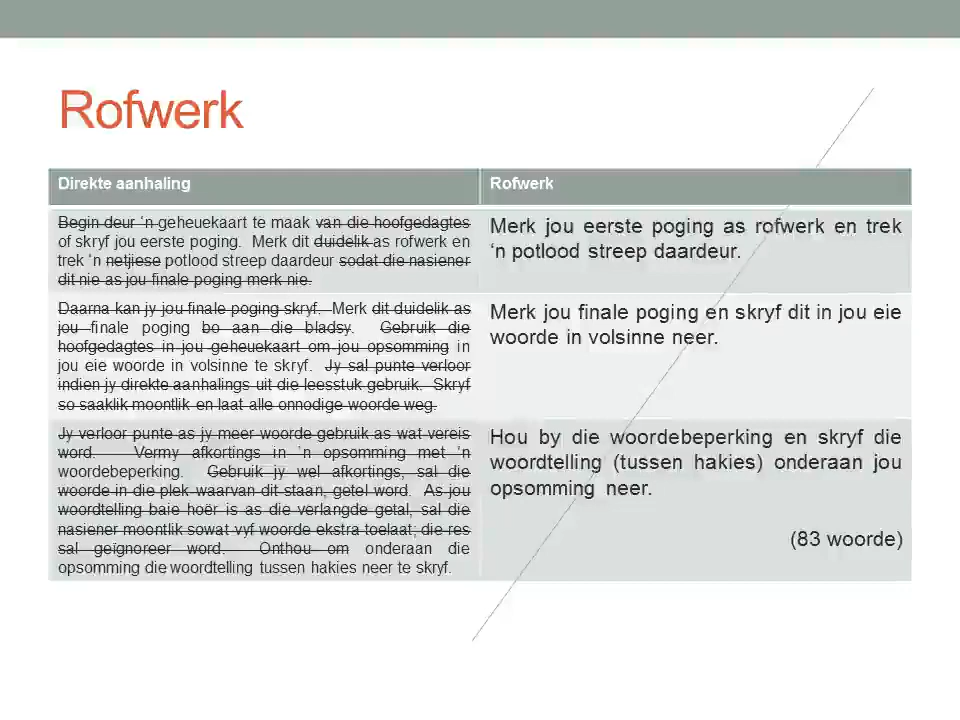 Rofwerk
Direkte aanhaling
Rofwerk
Begin deur ‘n geheuekaart te maak van die hoofgedagtes
of skryf jou eerste poging. Merk dit duidelik as rofwerk en
trek ‘n netjiese potlood streep daardeur sodat die nasiener
dit nie as jou finale poging merk nie.
Merk jou eerste poging as rofwerk en trek
‘n potlood streep daardeur.
Daarna kan jy jou finale poging skryf. Merk dit duidelik as
jou finale poging bo aan die bladsy. Gebruik die
hoofgedagtes in jou geheuekaart om jou opsomming in
jou eie woorde in volsinne te skryf. Jy sal punte verloor
indien jy direkte aanhalings uit die leesstuk gebruik. Skryf
so saaklik moontlik en laat alle onnodige woorde weg.
Merk jou finale poging en skryf dit in jou eie
woorde in volsinne neer.
Jy verloor punte as jy meer woorde gebruik as wat vereis
word. Vermy afkortings in ‘n opsomming met ‘n
woordebeperking. Gebruik jy wel afkortings, sal die
woorde in die plek waarvan dit staan, getel word. As jou
woordtelling baie hoër is as die verlangde getal, sal die
nasiener moontlik sowat vyf woorde ekstra toelaat; die res
sal geïgnoreer word. Onthou om onderaan die
opsomming die woordtelling tussen hakies neer te skryf.
Hou by die woordebeperking en skryf die
woordtelling (tussen hakies) onderaan jou
opsomming neer.
(83 woorde)